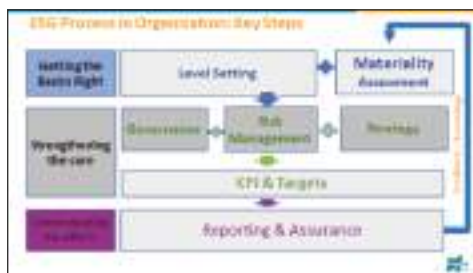 ESG Process in Organisation: Key Steps
Getting the
Basics Right
Level Setting
Materiality
Assessment
Strengthening
the core
Governance
Risk
Management
Strategy
KPI & Targets
Reporting & Assurance